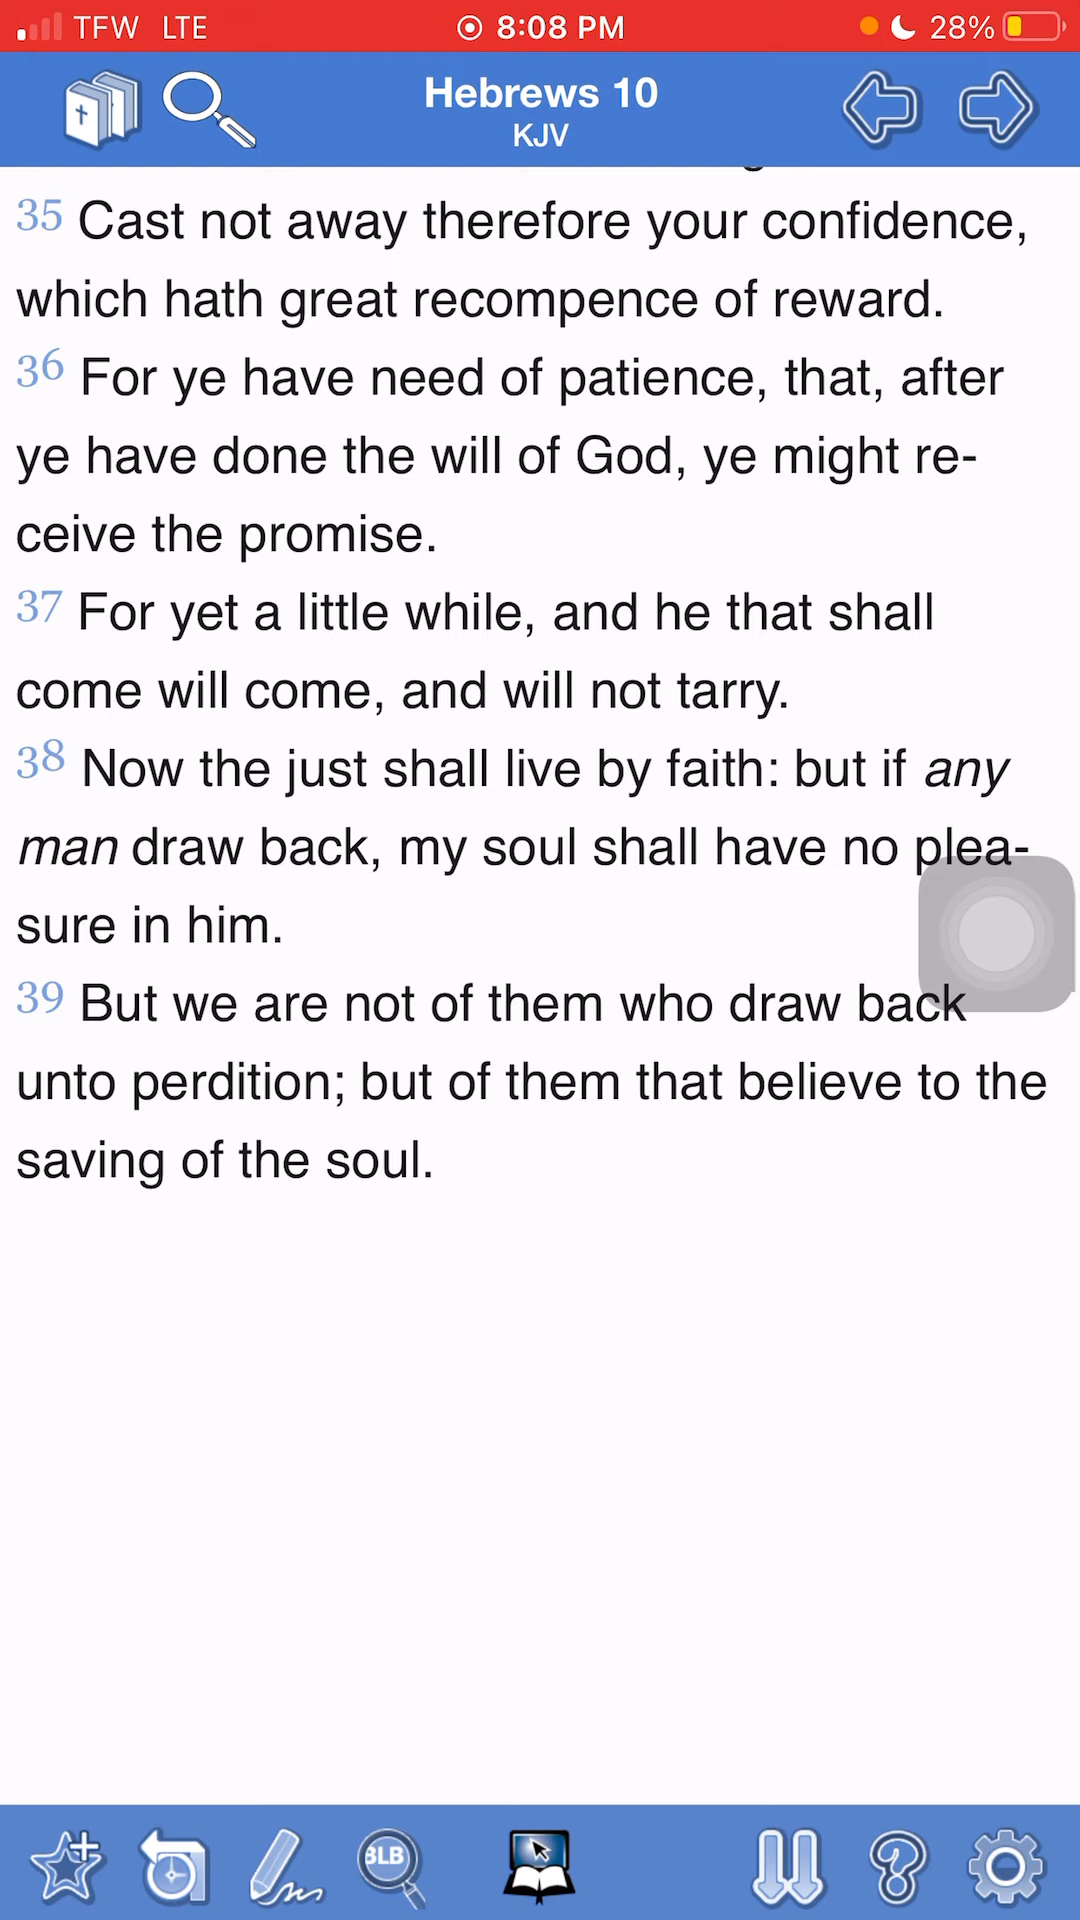 TFW LTE 8:08 PM 28%
Hebrews 10
KJV
35 Cast not away therefore your confidence,
which hath great recompence of reward.
36 For ye have need of patience, that, after
ye have done the will of God, ye might re-
ceive the promise.
37 For yet a little while, and he that shall
come will come, and will not tarry.
38 Now the just shall live by faith: but if any
man draw back, my soul shall have no plea-
sure in him.
39 But we are not of them who draw back
unto perdition; but of them that believe to the
saving of the soul.
BLB